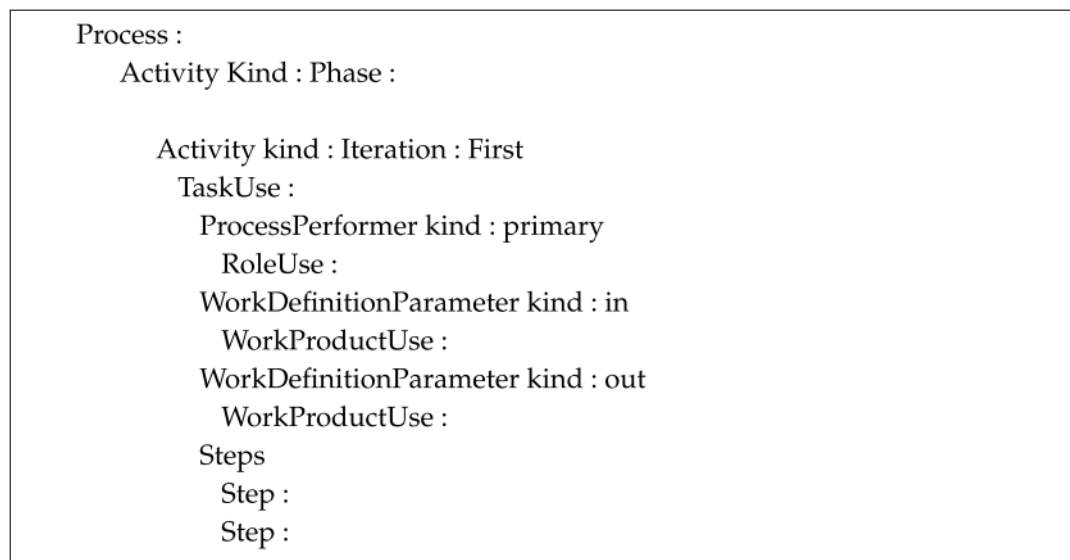 Process :
Activity Kind : Phase :
Activity kind : Iteration : First
TaskUse :
ProcessPerformer kind : primary
RoleUse :
WorkDefinitionParameter kind : in
WorkProductUse :
WorkDefinitionParameter kind : out
WorkProductUse :
Steps
Step :
Step :